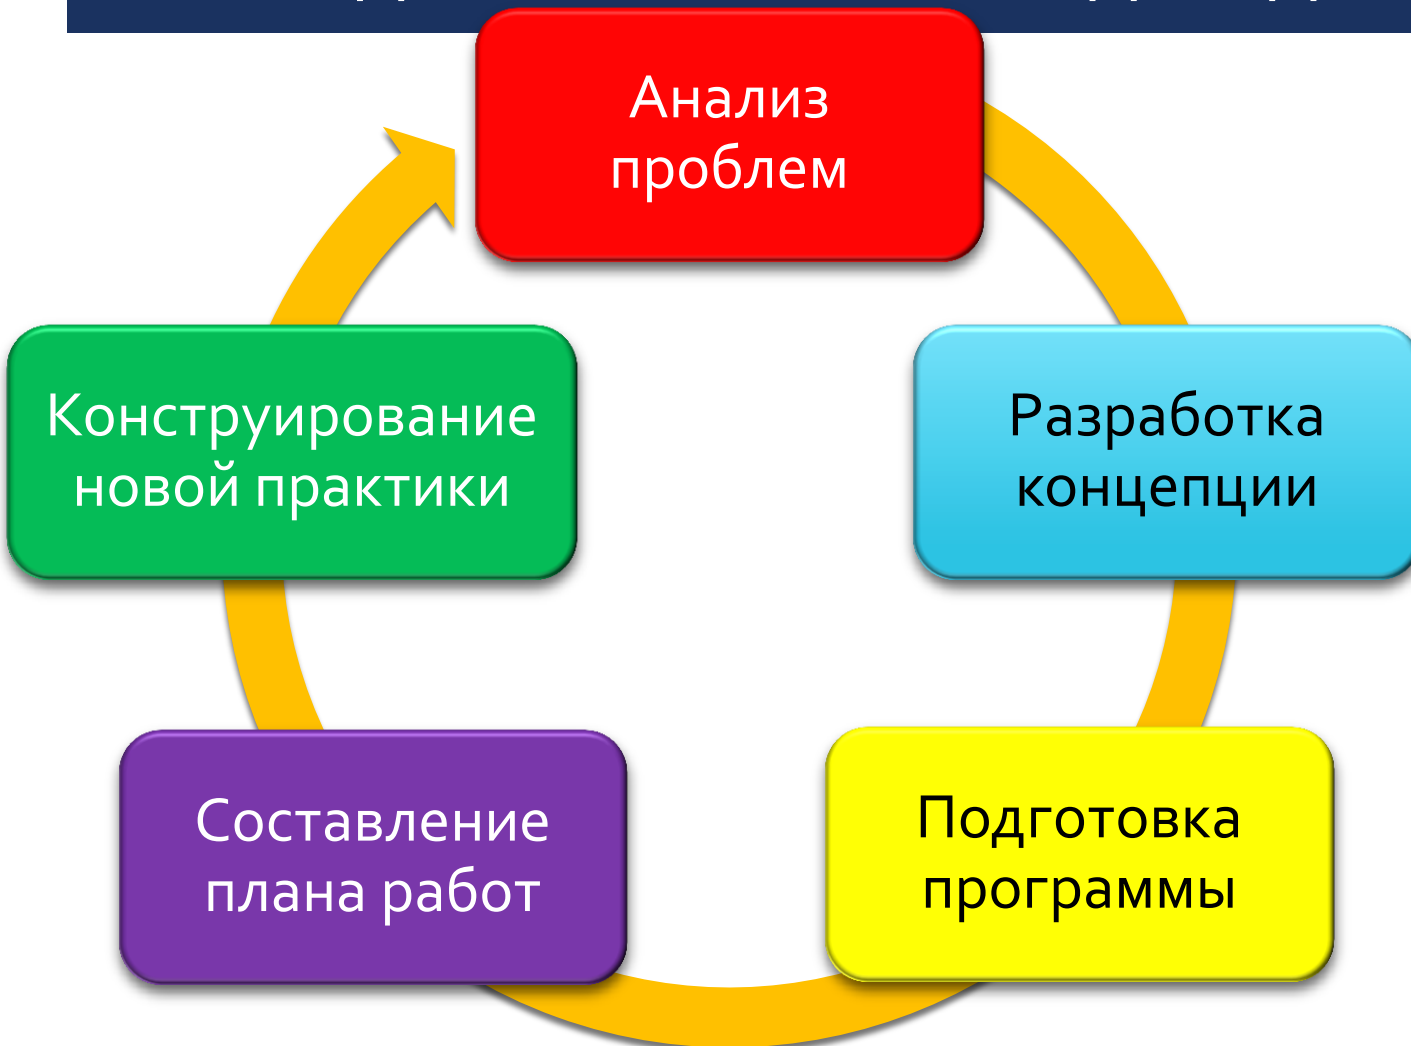 Анализ
проблем
Разработка
концепции
Подготовка
программы
Составление
плана работ
Конструирование
новой практики